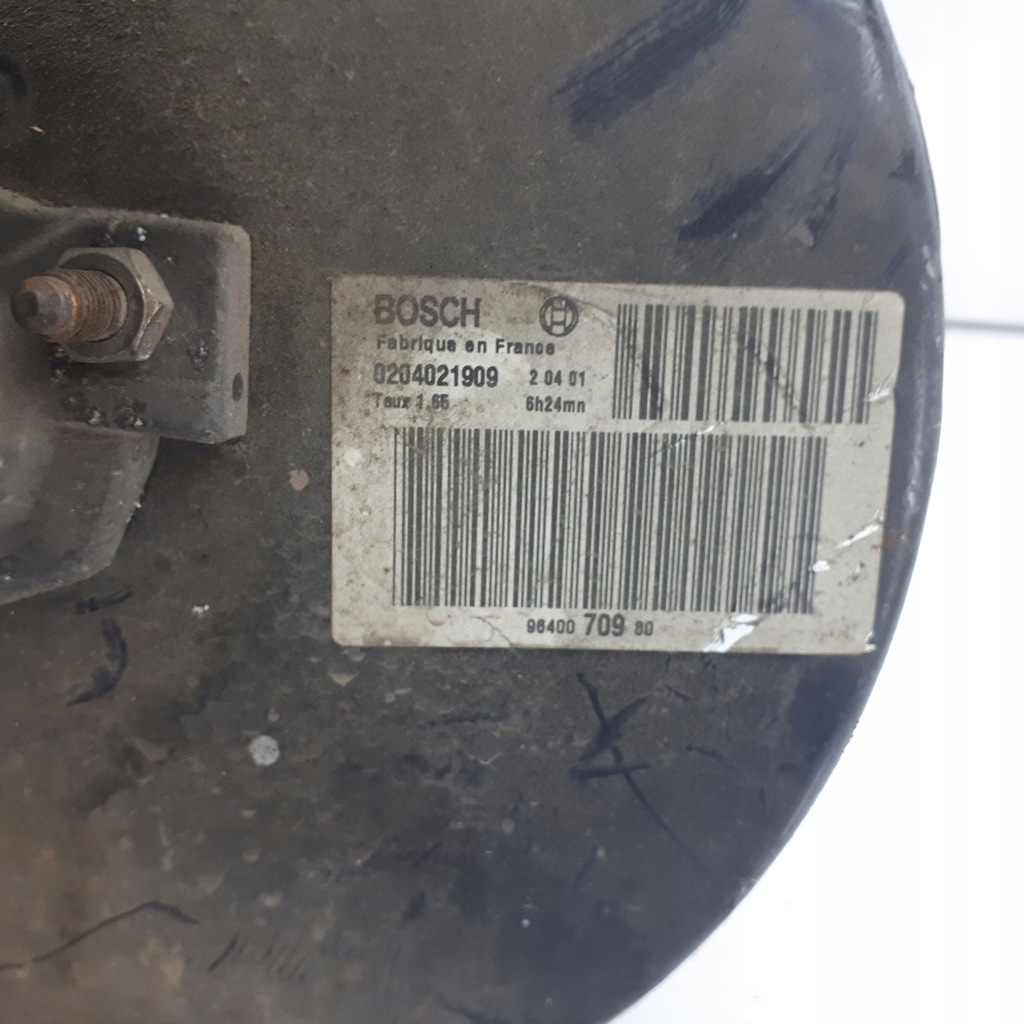 BOSCH
Fabrique en France
0204021909 2 04 01
Taux 1.65 6h24mn
96400 709 80